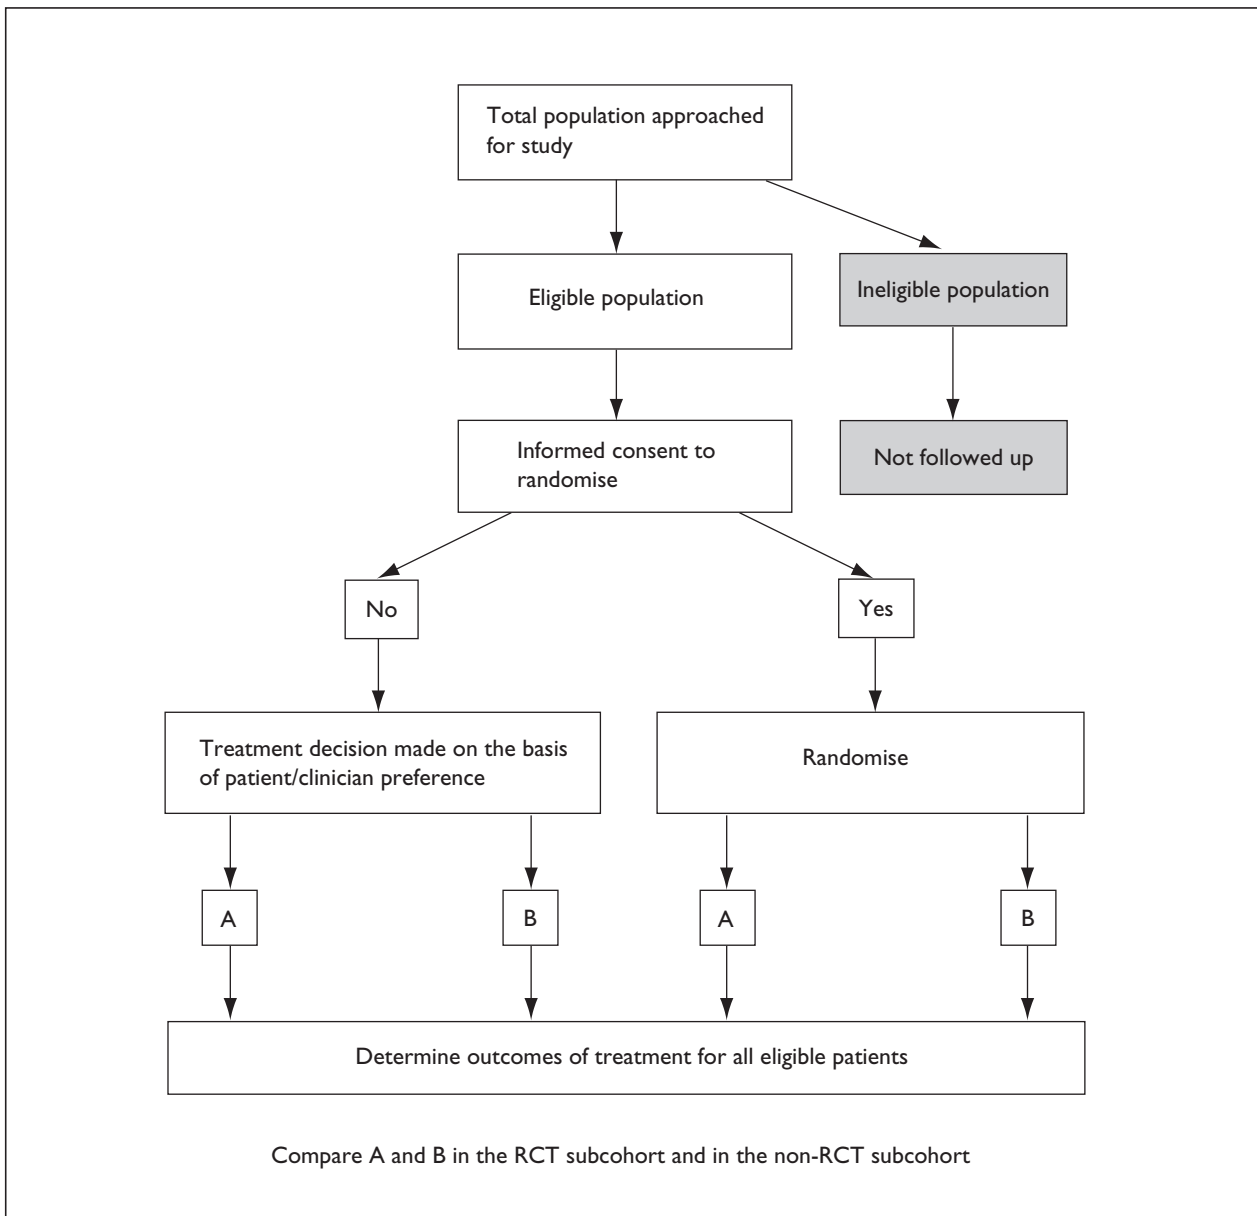 Total population approached
for study
Eligible population
Ineligible population
Informed consent to
randomise
Not followed up
No
Yes
Treatment decision made on the basis
of patient/clinician preference
Randomise
A
B
A
B
Determine outcomes of treatment for all eligible patients
Compare A and B in the RCT subcohort and in the non-RCT subcohort